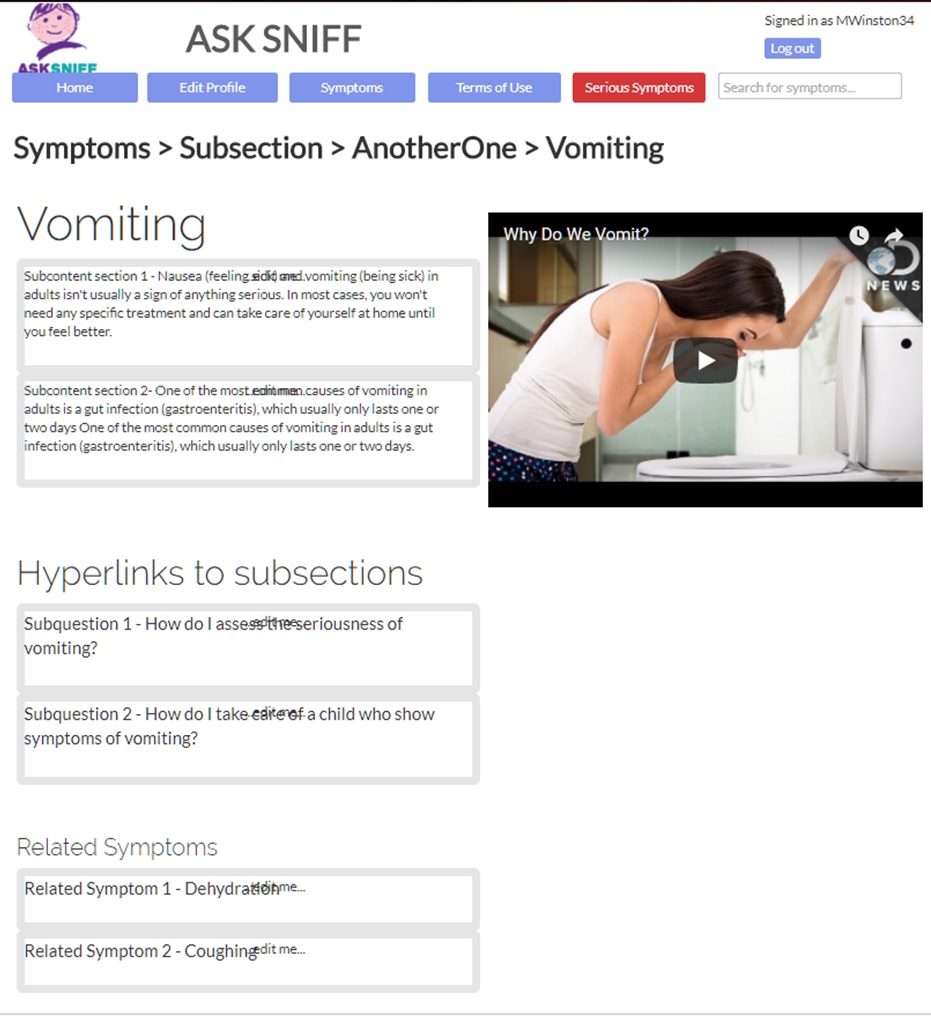 ASK SNIFF
Signed in as MWinston34
Log out
ASKSNIFF
Home
Edit Profile
Symptoms
Terms of Use
Serious Symptoms
Search for symptoms...
Symptoms > Subsection > AnotherOne > Vomiting
Vomiting
Subcontent section 1 - Nausea (feeling sick) and vomiting (being sick) in
adults isn't usually a sign of anything serious. In most cases, you won't
need any specific treatment and can take care of yourself at home until
you feel better.
Subcontent section 2- One of the most common causes of vomiting in
adults is a gut infection (gastroenteritis), which usually only lasts one or
two days One of the most common causes of vomiting in adults is a gut
infection (gastroenteritis), which usually only lasts one or two days.
Why Do We Vomit?
D
NEWS
Hyperlinks to subsections
Subquestion 1 - How do I assess the seriousness of
edit me...
vomiting?
Subquestion 2 - How do I take care of a child who show
edit me...
symptoms of vomiting?
Related Symptoms
Related Symptom 1 - Dehydration
edit me...
Related Symptom 2 - Coughing
edit me...